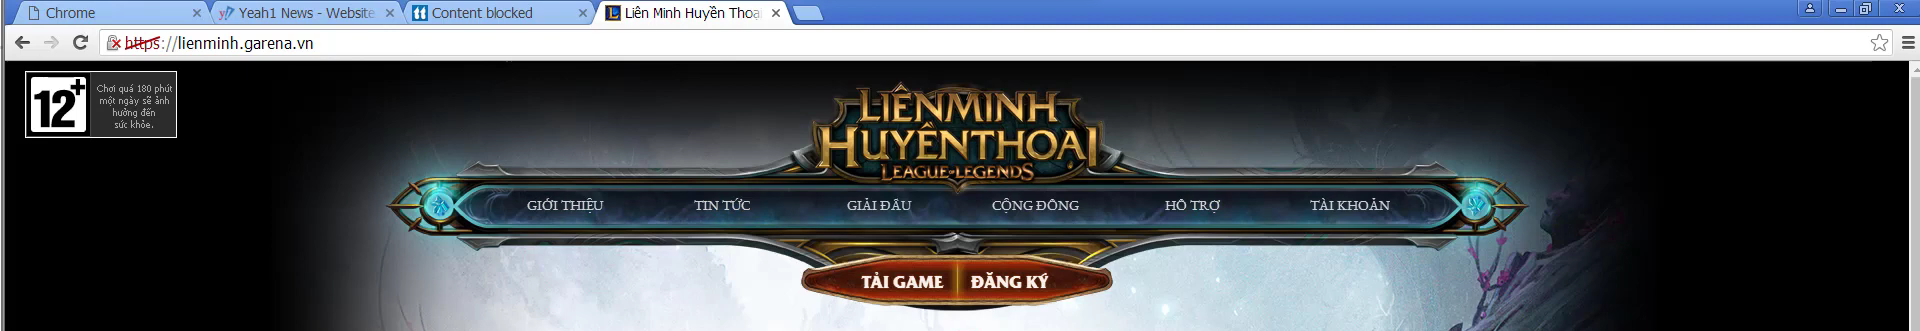 Chrome
Yeah1 News - Website
Content blocked
Liên Minh Huyền Thoạ
https://lienminh.garena.vn
12+
Chơi quá 180 phút
một ngày sẽ ảnh
hưởng đến
sức khỏe.
LIÊN MINH
HUYỀN THOẠI
LEAGUE OF LEGENDS
GIỚI THIỆU
TIN TỨC
GIẢI ĐẤU
CỘNG ĐỒNG
HỖ TRỢ
TÀI KHOẢN
TẢI GAME
ĐĂNG KÝ